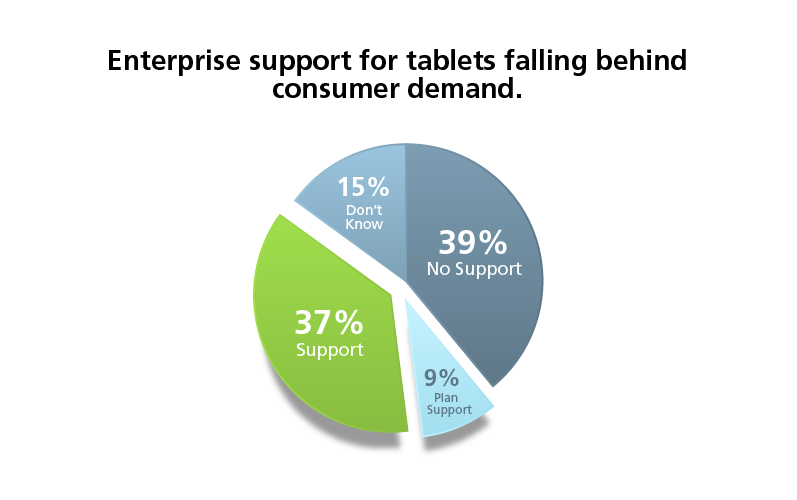 Enterprise support for tablets falling behind
consumer demand.
15%
Don't
Know
39%
No Support
37%
Support
9%
Plan
Support